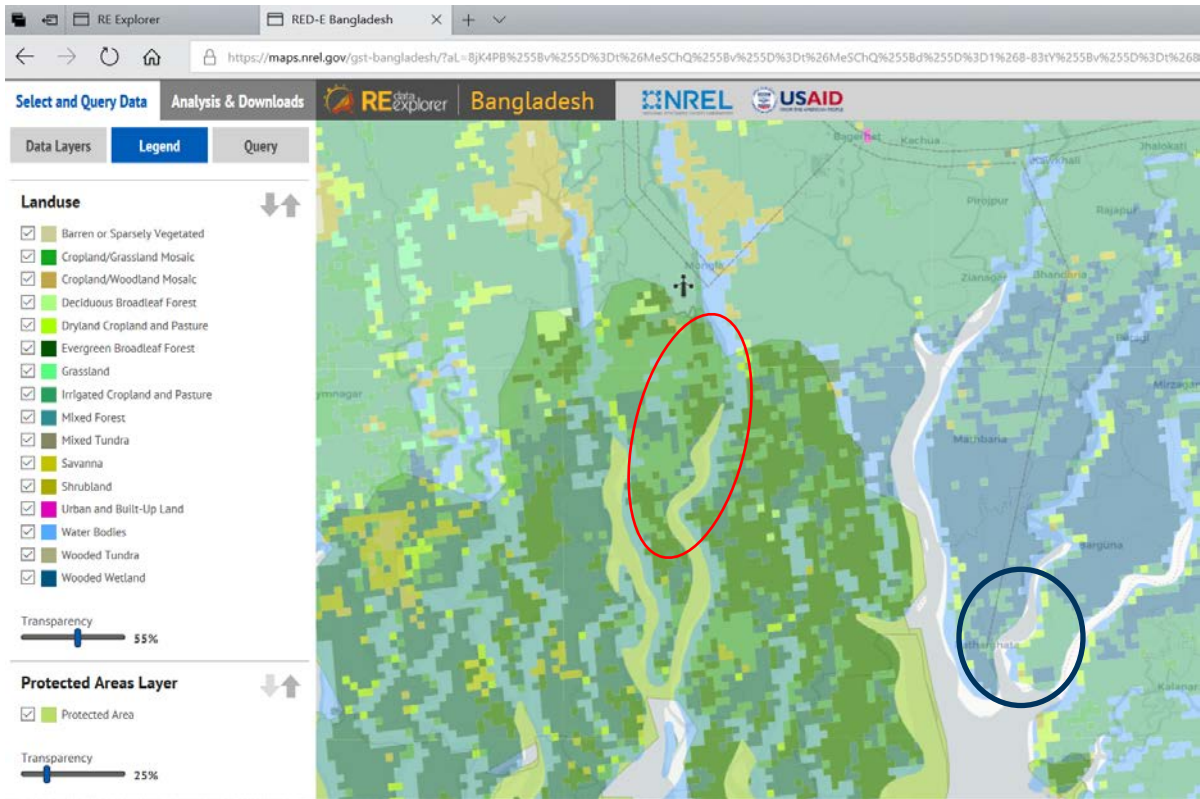 RE Explorer
RED-E Bangladesh
https://maps.nrel.gov/gst-bangladesh/?aL=8jK4PB%255Bv%255D%3Dt%26MeSChQ%255Bv%255D%3Dt%26MeSChQ%255Bd%255D%3D1%268-83tY%255Bv%255D%3Dt%268
Select and Query Data
Analysis & Downloads
RE data explorer
Bangladesh
NREL
USAID
Data Layers
Legend
Query
Landuse
Barren or Sparsely Vegetated
Cropland/Grassland Mosaic
Cropland/Woodland Mosaic
Deciduous Broadleaf Forest
Dryland Cropland and Pasture
Evergreen Broadleaf Forest
Grassland
Irrigated Cropland and Pasture
MIxed Forest
Mixed Tundra
Savanna
Shrubland
Urban and Built-Up Land
Water Bodies
Wooded Tundra
Wooded Wetland
Transparency
55%
Protected Areas Layer
Protected Area
Transparency
25%
Bagerhat
Kachua
Jhalokati
Kawkhali
Pirojpur
Rajapur
Mongla
Zianagar
Bhandaria
ymnagar
Mirzagan
Mathbaria
Barguna
Patharghata